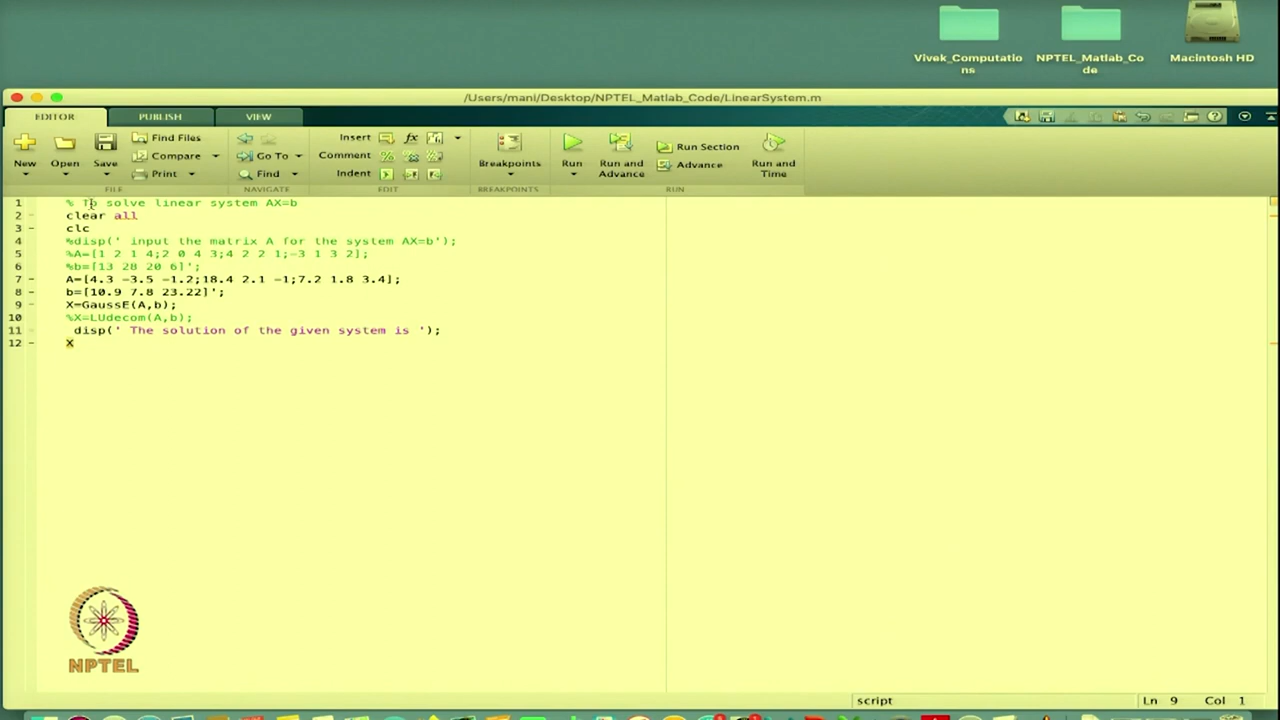 Vivek_Computatio
ns
NPTEL_Matlab_Co
de
Macintosh HD
/Users/mani/Desktop/NPTEL_Matlab_Code/LinearSystem.m
EDITOR PUBLISH VIEW
New Open Save Find Files Compare Print
Go To Find
Insert fx
Comment
Indent
Breakpoints
Run
Run and
Advance
Run Section
Advance
Run and
Time
FILE NAVIGATE EDIT BREAKPOINTS RUN
1 % To solve linear system AX=b
2 - clear all
3 - clc
4 %disp(' input the matrix A for the system AX=b');
5 %A=[1 2 1 4;2 0 4 3;4 2 2 1;-3 1 3 2];
6 %b=[13 28 20 6]';
7 - A=[4.3 -3.5 -1.2;18.4 2.1 -1;7.2 1.8 3.4];
8 - b=[10.9 7.8 23.22]';
9 - X=GaussE(A,b);
10 %X=LUdecom(A,b);
11 - disp(' The solution of the given system is ');
12 - X
NPTEL
script Ln 9 Col 1